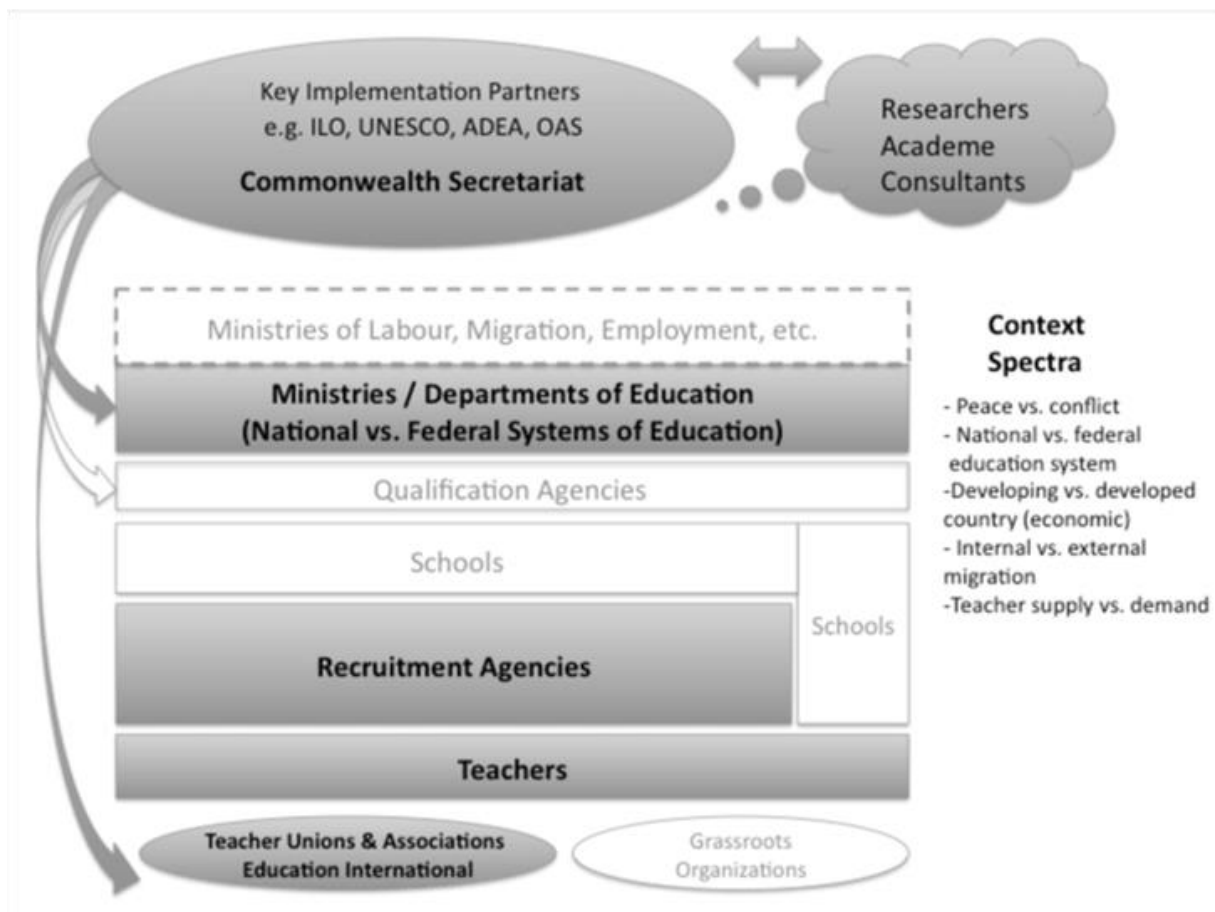 Key Implementation Partners
e.g. ILO, UNESCO, ADEA, OAS
Commonwealth Secretariat
Researchers
Academe
Consultants
Ministries of Labour, Migration, Employment, etc.
Ministries / Departments of Education
(National vs. Federal Systems of Education)
Qualification Agencies
Schools
Schools
Recruitment Agencies
Teachers
Teacher Unions & Associations
Education International
Grassroots
Organizations
Context
Spectra
- Peace vs. conflict
- National vs. federal
education system
-Developing vs. developed
country (economic)
- Internal vs. external
migration
-Teacher supply vs. demand